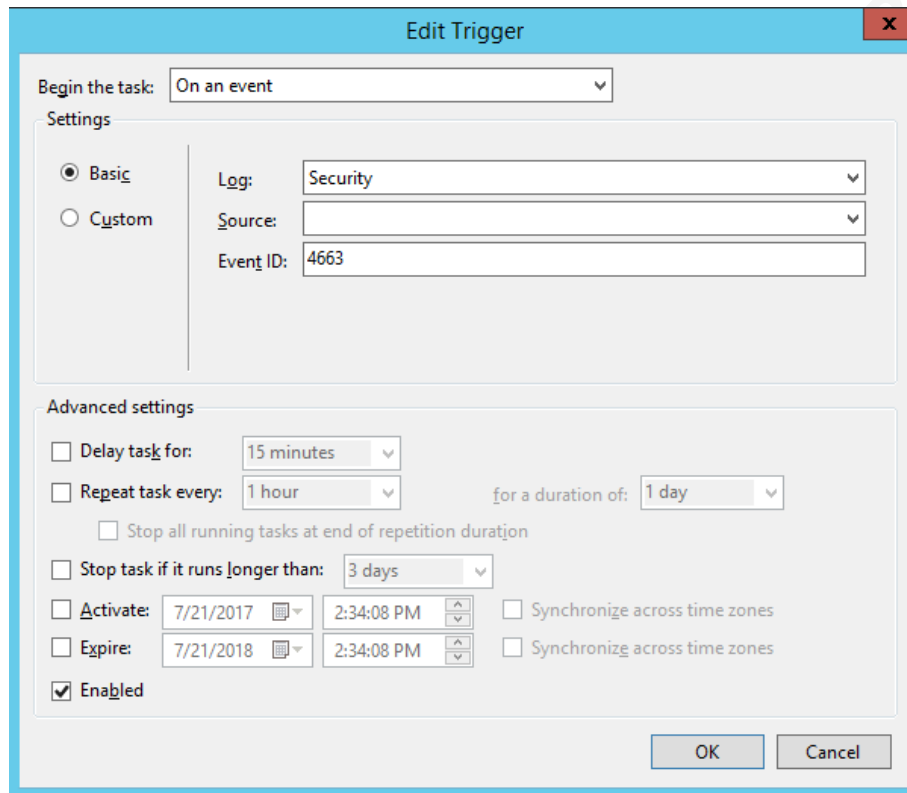 Edit Trigger
x
Begin the task: On an event
Settings
Basic
Log: Security
Custom
Source:
Event ID: 4663
Advanced settings
Delay task for: 15 minutes
Repeat task every: 1 hour for a duration of: 1 day
Stop all running tasks at end of repetition duration
Stop task if it runs longer than: 3 days
Activate: 7/21/2017 2:34:08 PM Synchronize across time zones
Expire: 7/21/2018 2:34:08 PM Synchronize across time zones
Enabled
OK Cancel